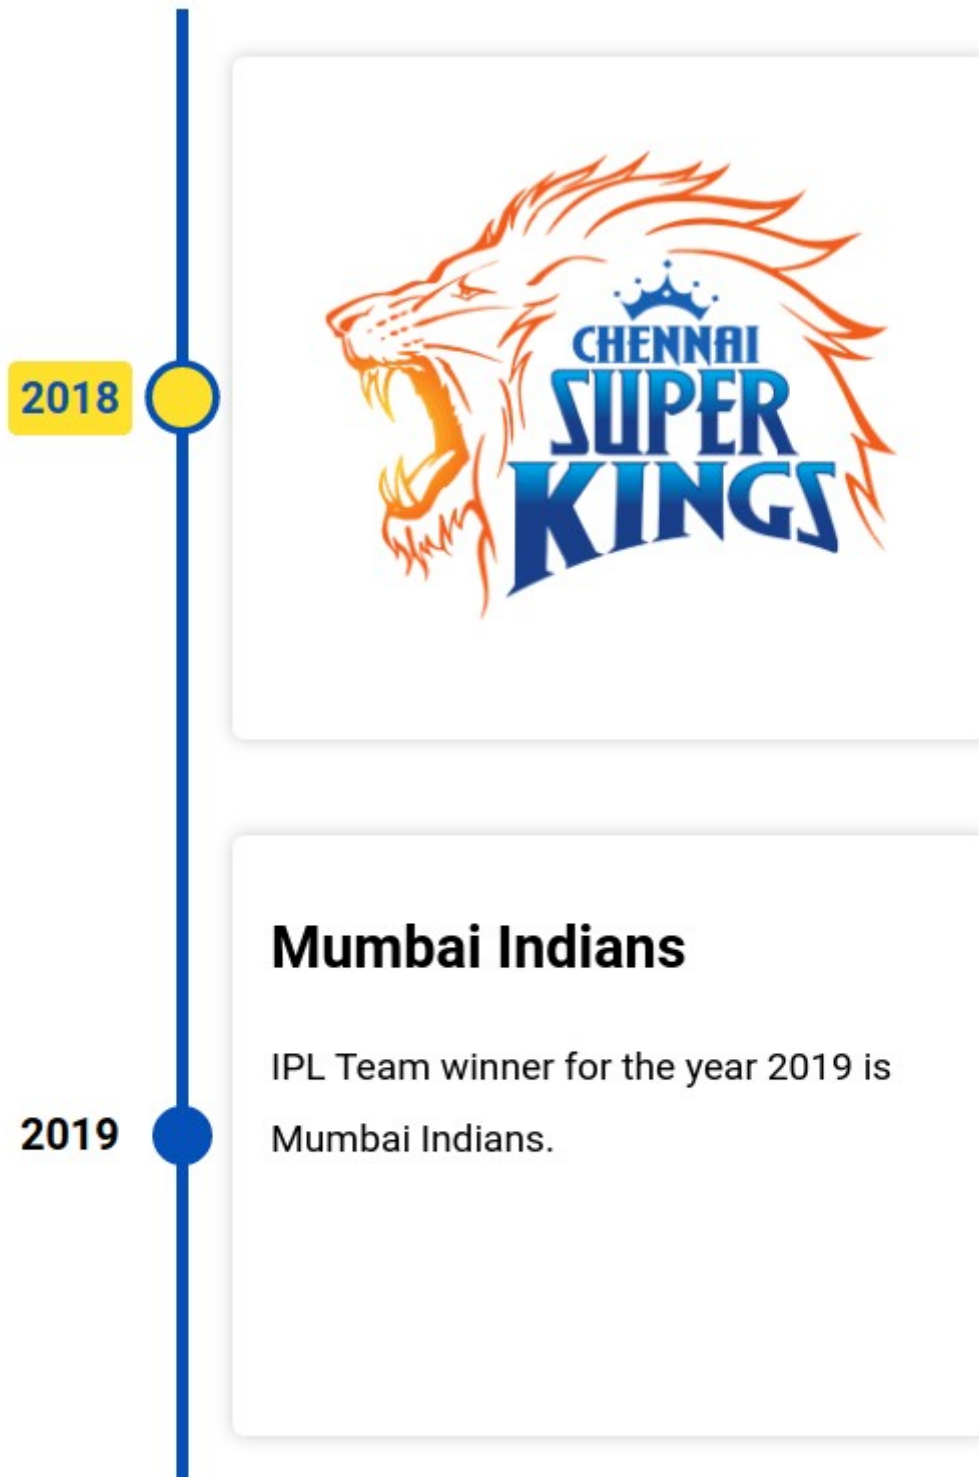 2018
CHENNAI
SUPER
KINGS
2019
Mumbai Indians
IPL Team winner for the year 2019 is
Mumbai Indians.